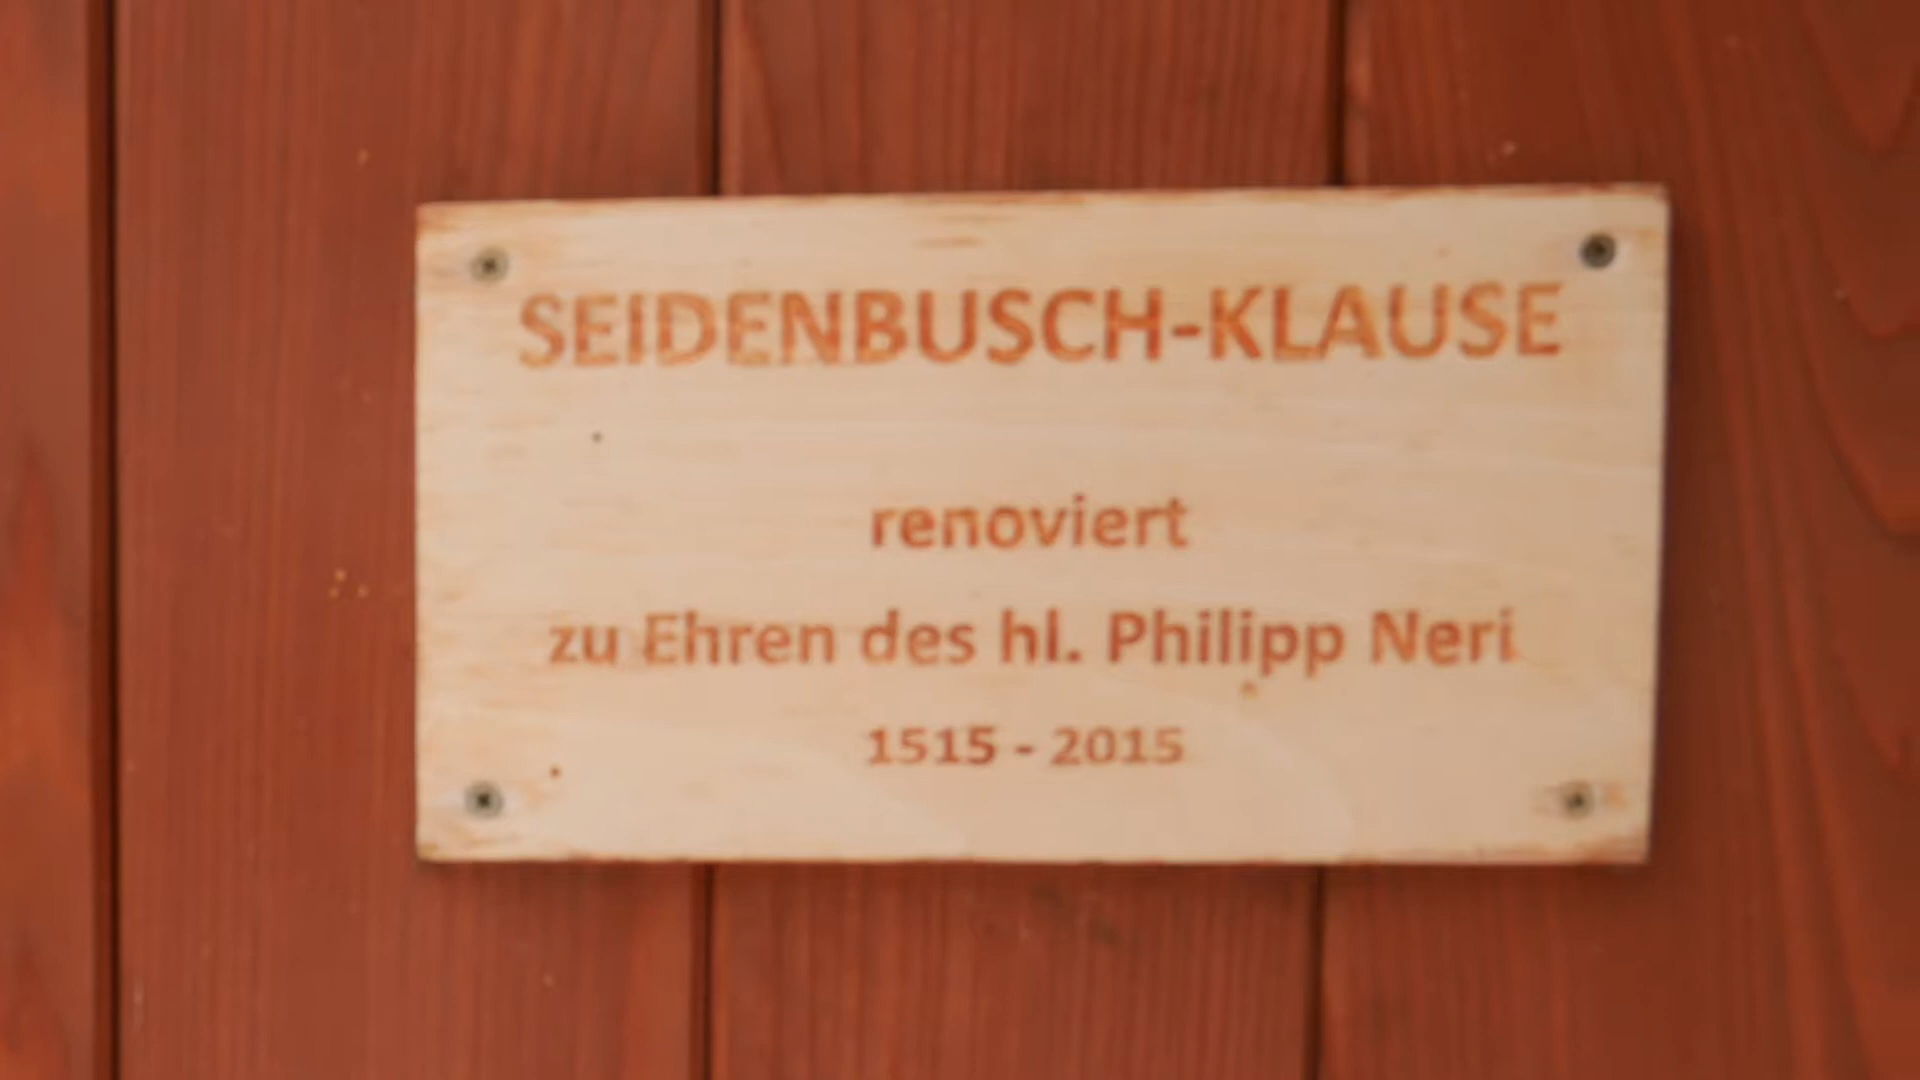 SEIDENBUSCH-KLAUSE
renoviert
zu Ehren des hl. Philipp Neri
1515 - 2015